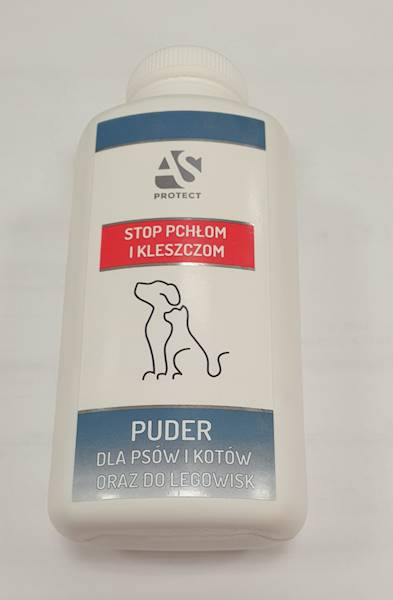 AS
PROTECT
STOP PCHŁOM
I KLESZCZOM
PUDER
DLA PSÓW I KOTÓW
ORAZ DO LEGOWISK